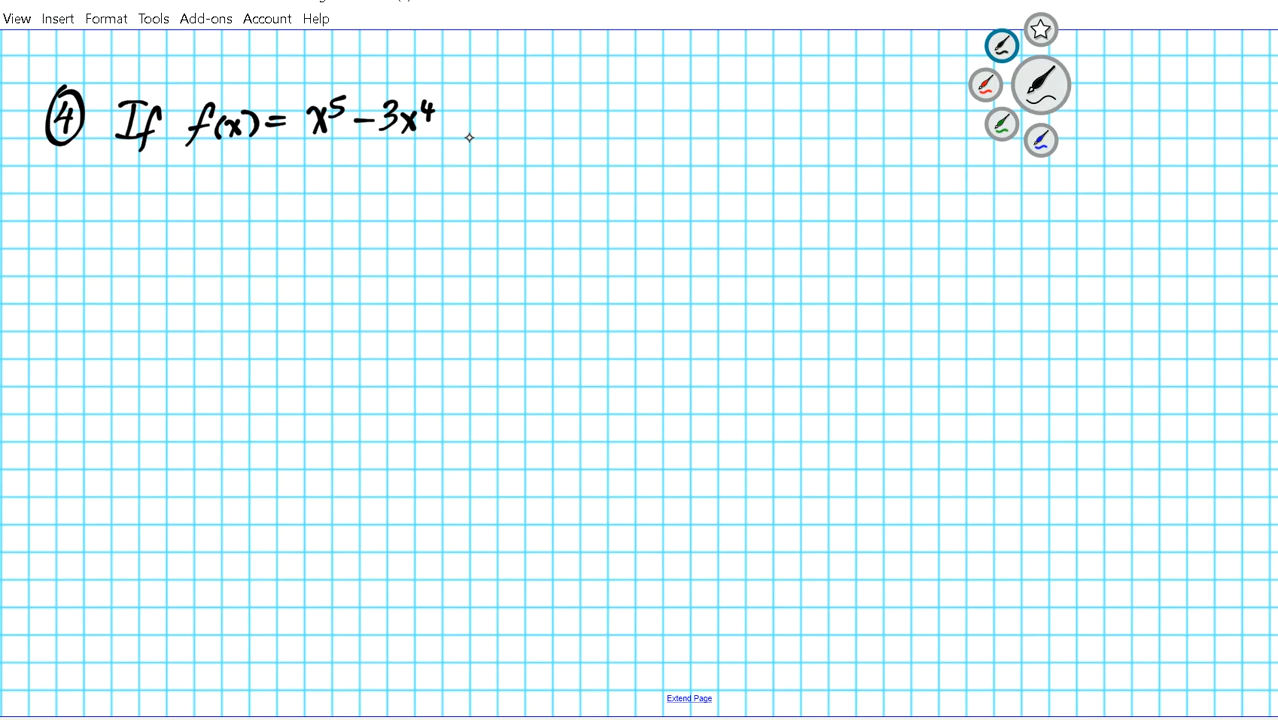 View Insert Format Tools Add-ons Account Help
④ If f(x) = x⁵ - 3x⁴
Extend Page